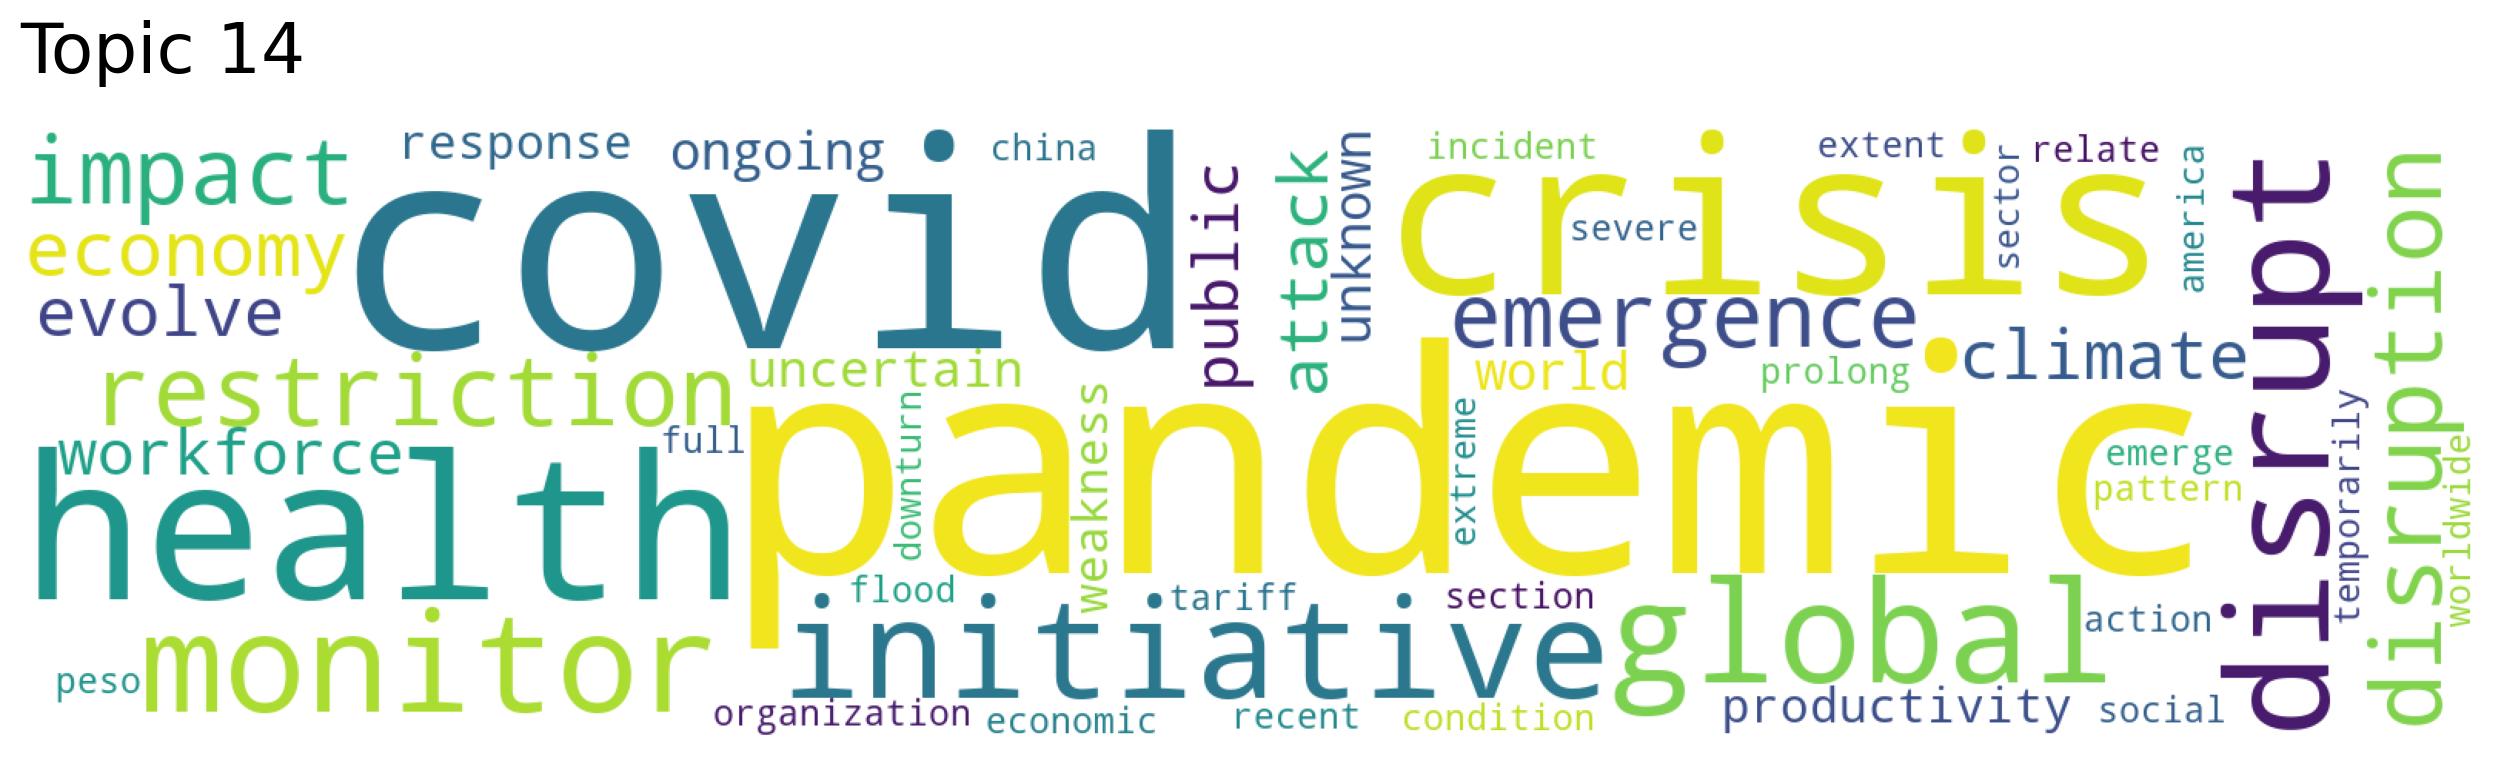 Topic 14
impact
response
ongoing
china
covid
public
attack
unknown
incident
crisis
severe
extent
sector
relate
america
disrupt
disruption
economy
evolve
emergence
world
prolong
climate
restriction
uncertain
workforce
full
health
downturn
weakness
pandemic
extreme
emerge
pattern
temporarily
worldwide
flood
tariff
section
monitor
initiative
global
action
peso
organization
economic
recent
condition
productivity
social